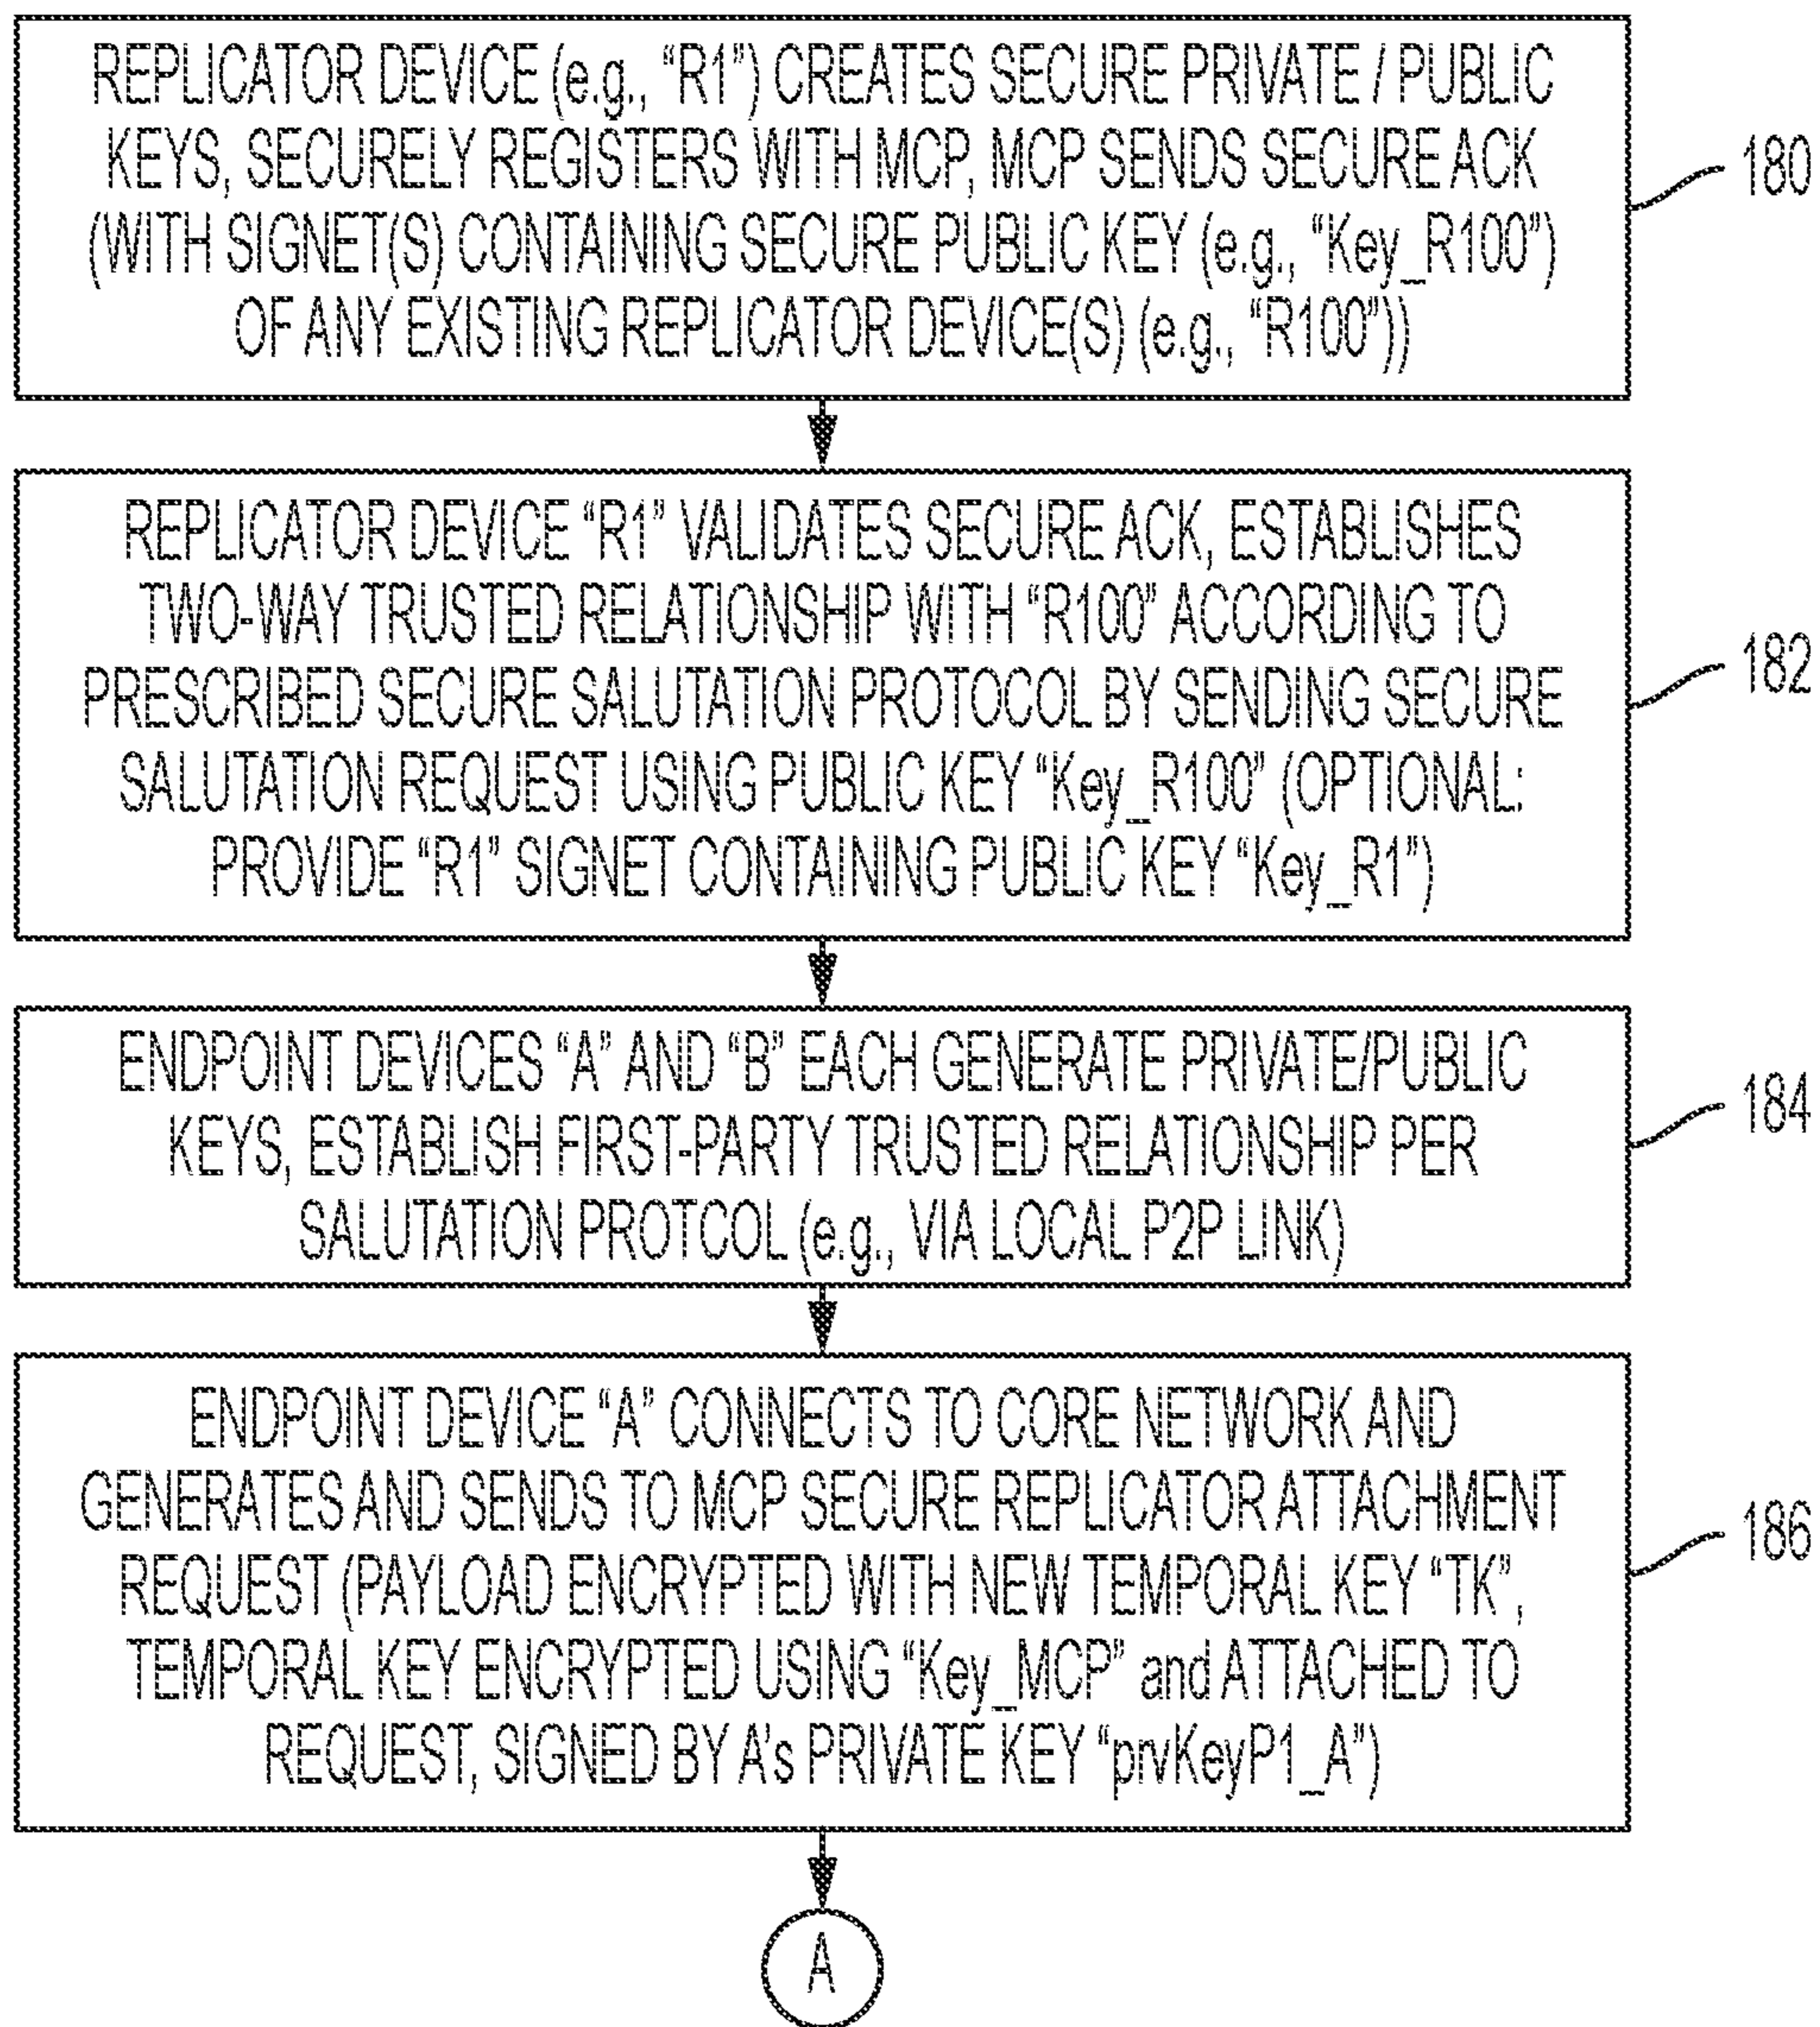 REPLICATOR DEVICE (e.g., “R1”) CREATES SECURE PRIVATE / PUBLIC
KEYS, SECURELY REGISTERS WITH MCP, MCP SENDS SECURE ACK
(WITH SIGNET(S) CONTAINING SECURE PUBLIC KEY (e.g., “Key_R100”)
OF ANY EXISTING REPLICATOR DEVICE(S) (e.g., “R100”))
180
REPLICATOR DEVICE “R1” VALIDATES SECURE ACK, ESTABLISHES
TWO-WAY TRUSTED RELATIONSHIP WITH “R100” ACCORDING TO
PRESCRIBED SECURE SALUTATION PROTOCOL BY SENDING SECURE
SALUTATION REQUEST USING PUBLIC KEY “Key_R100” (OPTIONAL:
PROVIDE “R1” SIGNET CONTAINING PUBLIC KEY “Key_R1”)
182
ENDPOINT DEVICES “A” AND “B” EACH GENERATE PRIVATE/PUBLIC
KEYS, ESTABLISH FIRST-PARTY TRUSTED RELATIONSHIP PER
SALUTATION PROTCOL (e.g., VIA LOCAL P2P LINK)
184
ENDPOINT DEVICE “A” CONNECTS TO CORE NETWORK AND
GENERATES AND SENDS TO MCP SECURE REPLICATOR ATTACHMENT
REQUEST (PAYLOAD ENCRYPTED WITH NEW TEMPORAL KEY “TK”,
TEMPORAL KEY ENCRYPTED USING “Key_MCP” and ATTACHED TO
REQUEST, SIGNED BY A’s PRIVATE KEY “prvKeyP1_A”)
186
A